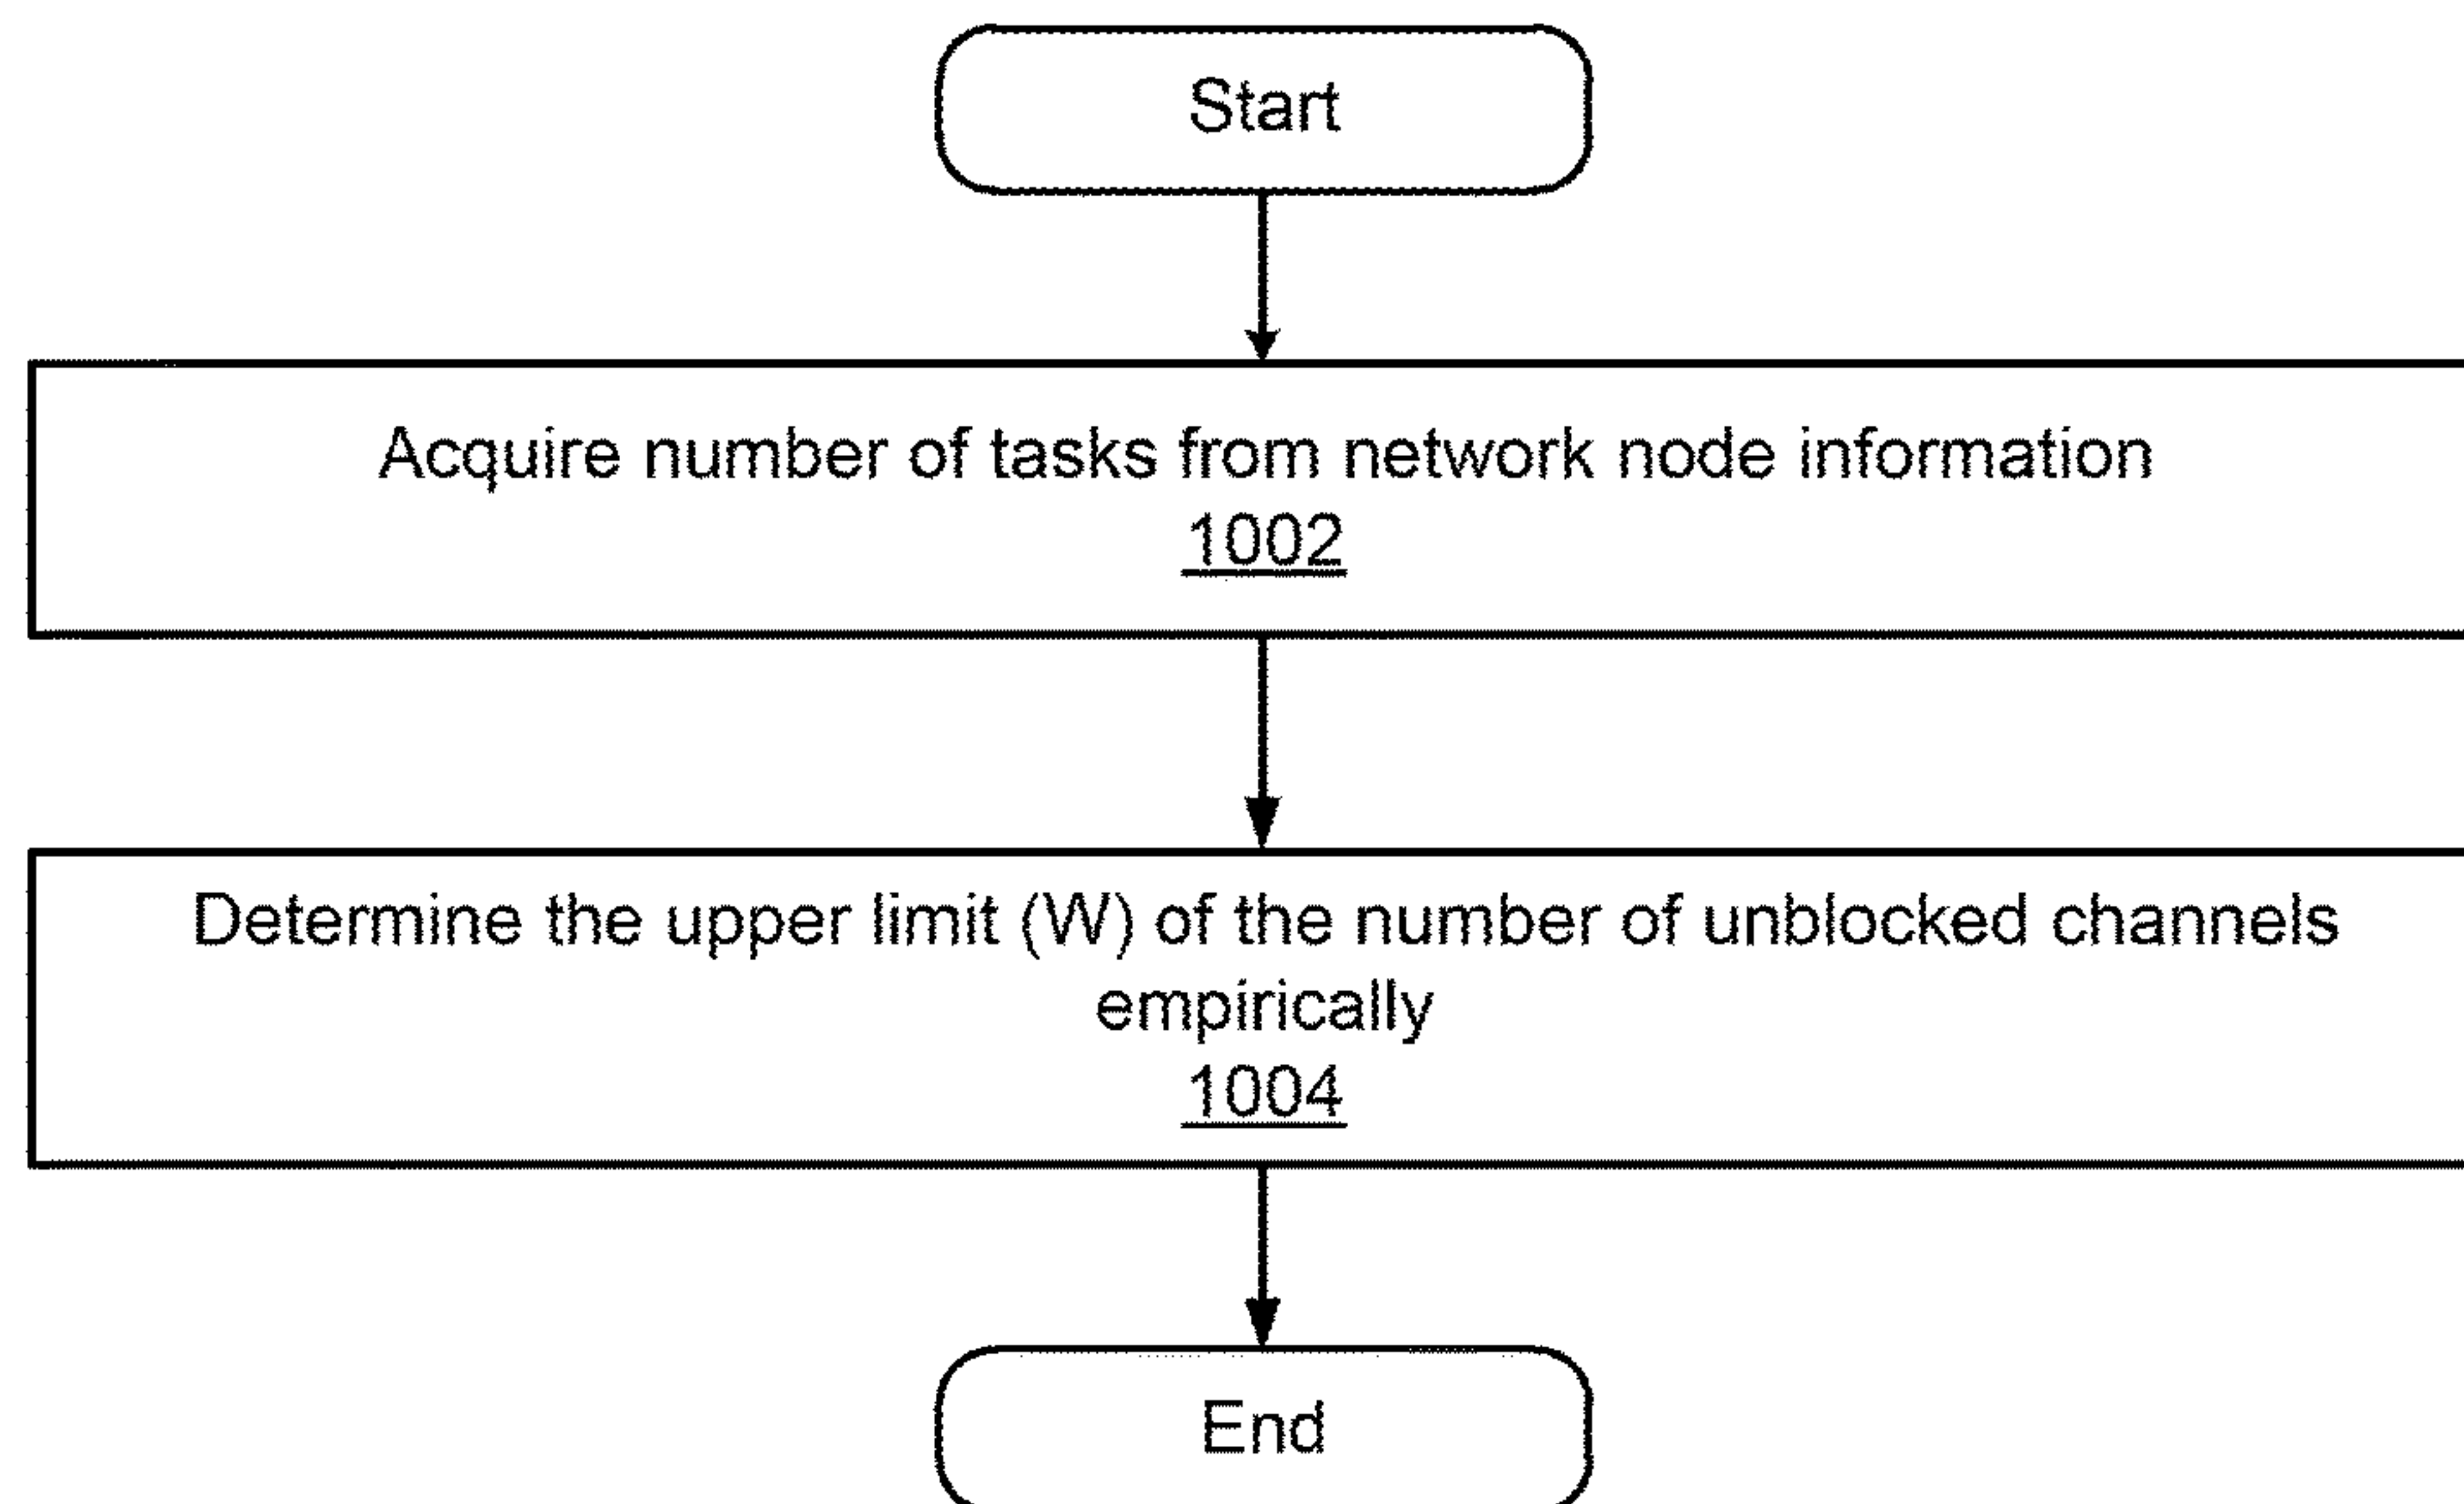 Start
Acquire number of tasks from network node information
1002
Determine the upper limit (W) of the number of unblocked channels
empirically
1004
End